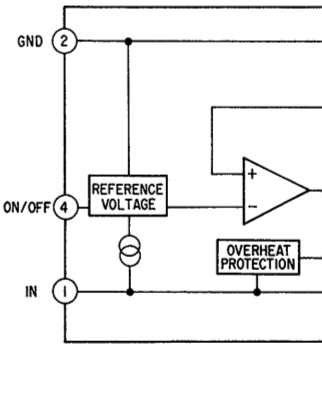 GND 2
REFERENCE
VOLTAGE
+
ON/OFF 4
−
OVERHEAT
PROTECTION
IN 1